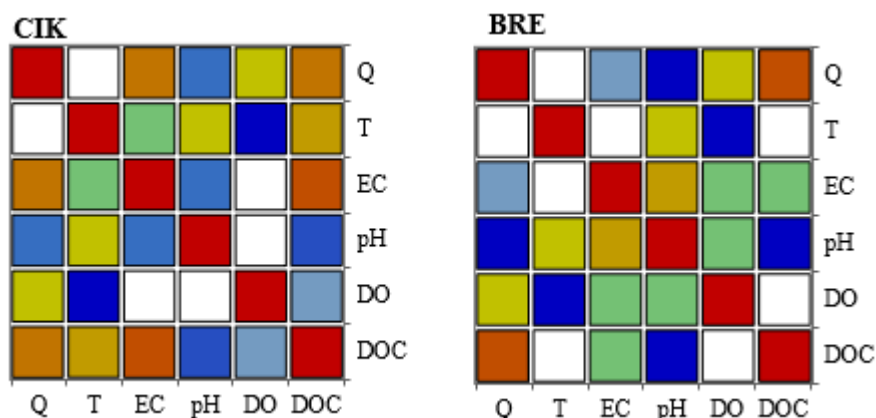 CIK
Q
T
EC
pH
DO
DOC
Q T EC pH DO DOC
BRE
Q
T
EC
pH
DO
DOC
Q T EC pH DO DOC